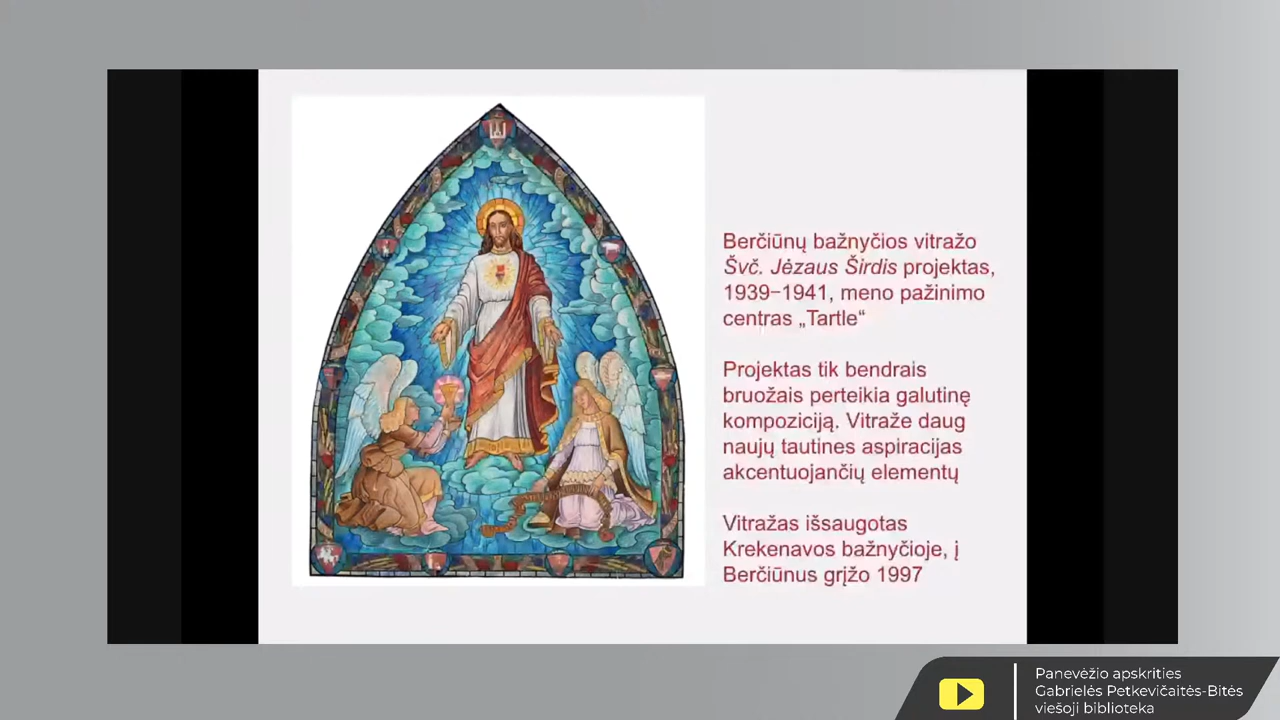 Berčiūnų bažnyčios vitražo
Švč. Jėzaus Širdis projektas,
1939–1941, meno pažinimo
centras „Tartle“
Projektas tik bendrais
bruožais perteikia galutinę
kompoziciją. Vitraže daug
naujų tautines aspiracijas
akcentuojančių elementų
Vitražas išsaugotas
Krekenavos bažnyčioje, į
Berčiūnus grįžo 1997
Panevėžio apskrities
Gabrielės Petkevičaitės-Bitės
viešoji biblioteka